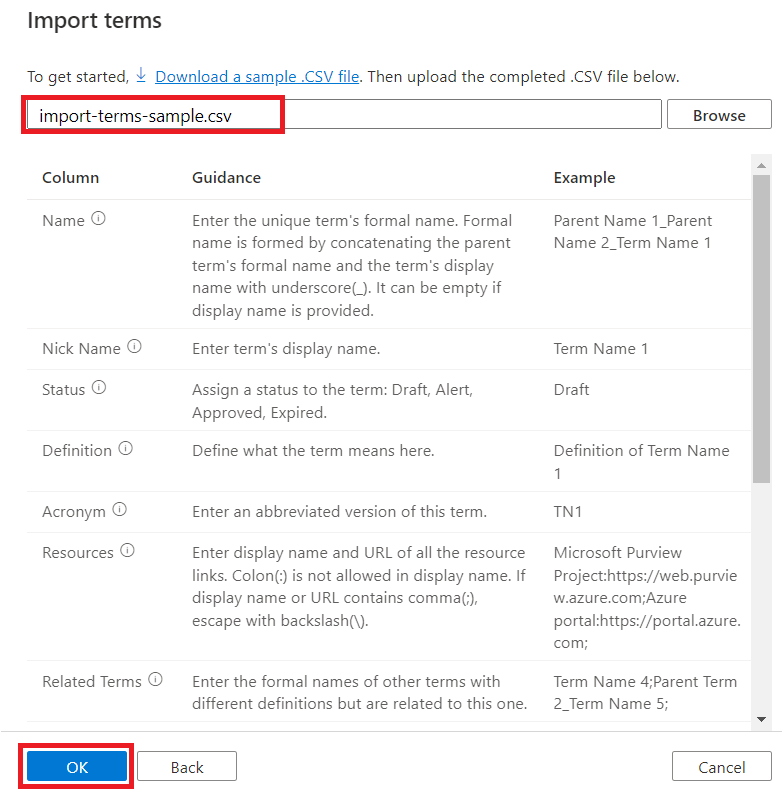 Import terms
To get started, Download a sample .CSV file. Then upload the completed .CSV file below.
import-terms-sample.csv
Browse
Column Guidance Example
Name Enter the unique term's formal name. Formal Parent Name 1_Parent
name is formed by concatenating the parent Name 2_Term Name 1
term's formal name and the term's display
name with underscore(_). It can be empty if
display name is provided.
Nick Name Enter term's display name. Term Name 1
Status Assign a status to the term: Draft, Alert, Draft
Approved, Expired.
Definition Define what the term means here. Definition of Term Name
1
Acronym Enter an abbreviated version of this term. TN1
Resources Enter display name and URL of all the resource Microsoft Purview
links. Colon(:) is not allowed in display name. If Project:https://web.purvie
display name or URL contains comma(;), w.azure.com;Azure
escape with backslash(\). portal:https://portal.azure.
com;
Related Terms Enter the formal names of other terms with Term Name 4;Parent Term
different definitions but are related to this one. 2_Term Name 5;
OK Back Cancel